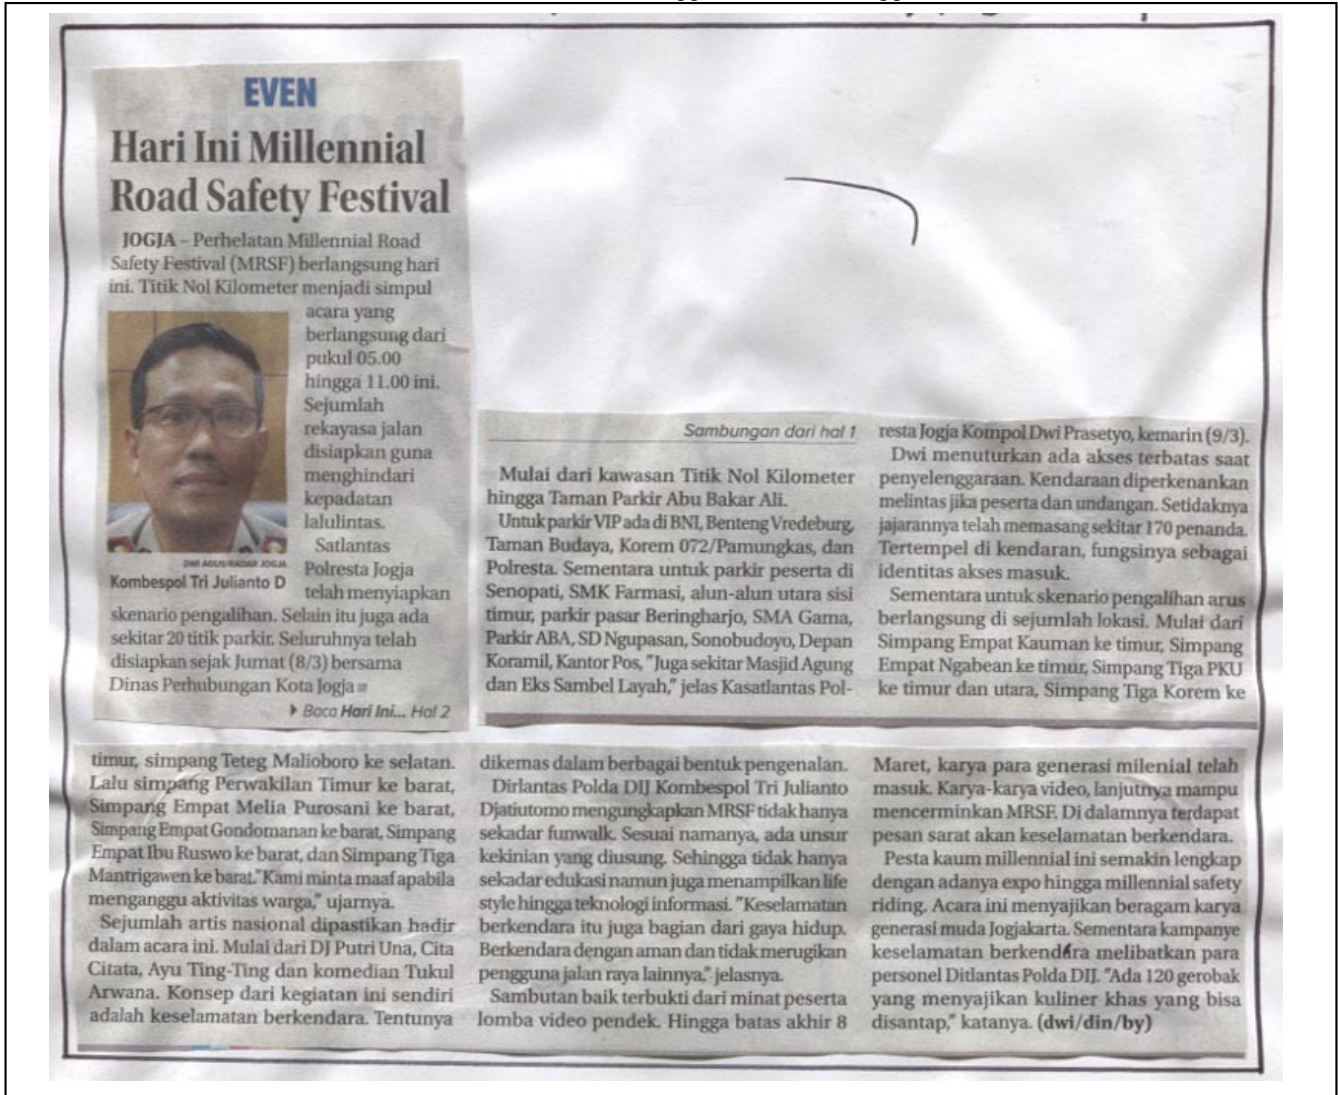 EVEN
Hari Ini Millennial
Road Safety Festival
JOGJA – Perhelatan Millennial Road
Safety Festival (MRSF) berlangsung hari
ini. Titik Nol Kilometer menjadi simpul
acara yang
berlangsung dari
pukul 05.00
hingga 11.00 ini.
Sejumlah
rekayasa jalan
disiapkan guna
menghindari
kepadatan
lalulintas.
Satlantas
Polresta Jogja
telah menyiapkan
DWI AGUS/RADAR JOGJA
Kombespol Tri Julianto D
skenario pengalihan. Selain itu juga ada
sekitar 20 titik parkir. Seluruhnya telah
disiapkan sejak Jumat (8/3) bersama
Dinas Perhubungan Kota Jogja
Baca Hari Ini... Hal 2
Sambungan dari hal 1
Mulai dari kawasan Titik Nol Kilometer
hingga Taman Parkir Abu Bakar Ali.
Untuk parkir VIP ada di BNI, Benteng Vredeburg,
Taman Budaya, Korem 072/Pamungkas, dan
Polresta. Sementara untuk parkir peserta di
Senopati, SMK Farmasi, alun-alun utara sisi
timur, parkir pasar Beringharjo, SMA Gama,
Parkir ABA, SD Ngupasan, Sonobudoyo, Depan
Koramil, Kantor Pos, "Juga sekitar Masjid Agung
dan Eks Sambel Layah," jelas Kasatlantas Pol-
resta Jogja Kompol Dwi Prasetyo, kemarin (9/3).
Dwi menuturkan ada akses terbatas saat
penyelenggaraan. Kendaraan diperkenankan
melintas jika peserta dan undangan. Setidaknya
jajarannya telah memasang sekitar 170 penanda.
Tertempel di kendaran, fungsinya sebagai
identitas akses masuk.
Sementara untuk skenario pengalihan arus
berlangsung di sejumlah lokasi. Mulai dari
Simpang Empat Kauman ke timur, Simpang
Empat Ngabean ke timur, Simpang Tiga PKU
ke timur dan utara, Simpang Tiga Korem ke
timur, simpang Teteg Malioboro ke selatan.
Lalu simpang Perwakilan Timur ke barat,
Simpang Empat Melia Purosani ke barat,
Simpang Empat Gondomanan ke barat, Simpang
Empat Ibu Ruswo ke barat, dan Simpang Tiga
Mantrigawen ke barat."Kami minta maaf apabila
menganggu aktivitas warga," ujarnya.
Sejumlah artis nasional dipastikan hadir
dalam acara ini. Mulai dari DJ Putri Una, Cita
Citata, Ayu Ting-Ting dan komedian Tukul
Arwana. Konsep dari kegiatan ini sendiri
adalah keselamatan berkendara. Tentunya
dikemas dalam berbagai bentuk pengenalan.
Dirlantas Polda DIJ Kombespol Tri Julianto
Djatiutomo mengungkapkan MRSF tidak hanya
sekadar funwalk. Sesuai namanya, ada unsur
kekinian yang diusung. Sehingga tidak hanya
sekadar edukasi namun juga menampilkan life
style hingga teknologi informasi. "Keselamatan
berkendara itu juga bagian dari gaya hidup.
Berkendara dengan aman dan tidak merugikan
pengguna jalan raya lainnya," jelasnya.
Sambutan baik terbukti dari minat peserta
lomba video pendek. Hingga batas akhir 8
Maret, karya para generasi milenial telah
masuk. Karya-karya video, lanjutnya mampu
mencerminkan MRSF. Di dalamnya terdapat
pesan sarat akan keselamatan berkendara.
Pesta kaum millennial ini semakin lengkap
dengan adanya expo hingga millennial safety
riding. Acara ini menyajikan beragam karya
generasi muda Jogjakarta. Sementara kampanye
keselamatan berkendara melibatkan para
personel Ditlantas Polda DIJ. "Ada 120 gerobak
yang menyajikan kuliner khas yang bisa
disantap," katanya. (dwi/din/by)